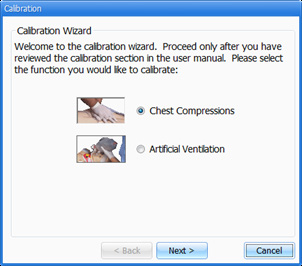 Calibration
Calibration Wizard
Welcome to the calibration wizard.  Proceed only after you have
reviewed the calibration section in the user manual.  Please select
the function you would like to calibrate:
Chest Compressions
Artificial Ventilation
< Back
Next >
Cancel